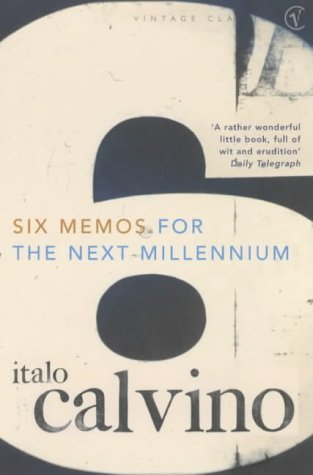 VINTAGE CLA
'A rather wonderful
little book, full of
wit and erudition'
Daily Telegraph
SIX MEMOS FOR
THE NEXT MILLENNIUM
italo
calvino